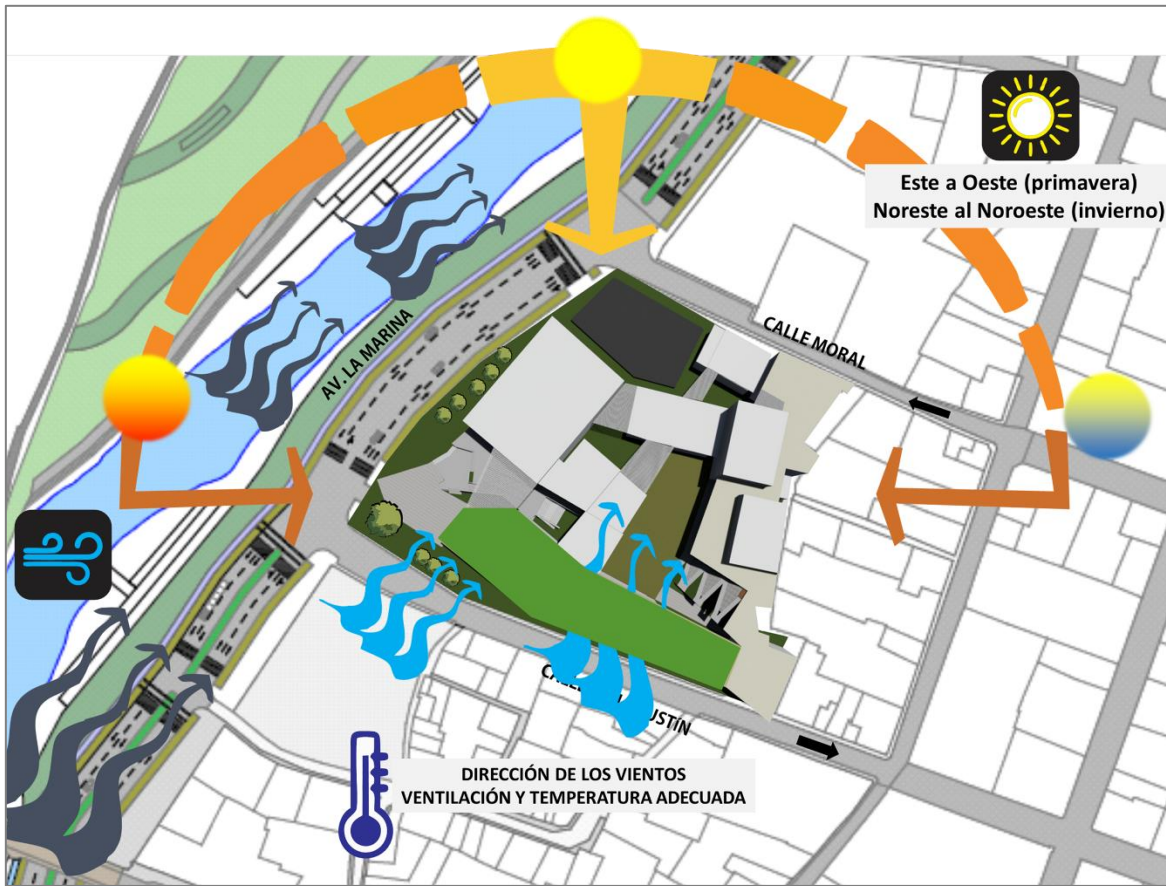 Este a Oeste (primavera)
Noreste al Noroeste (invierno)
CALLE MORAL
AV. LA MARINA
DIRECCIÓN DE LOS VIENTOS
VENTILACIÓN Y TEMPERATURA ADECUADA